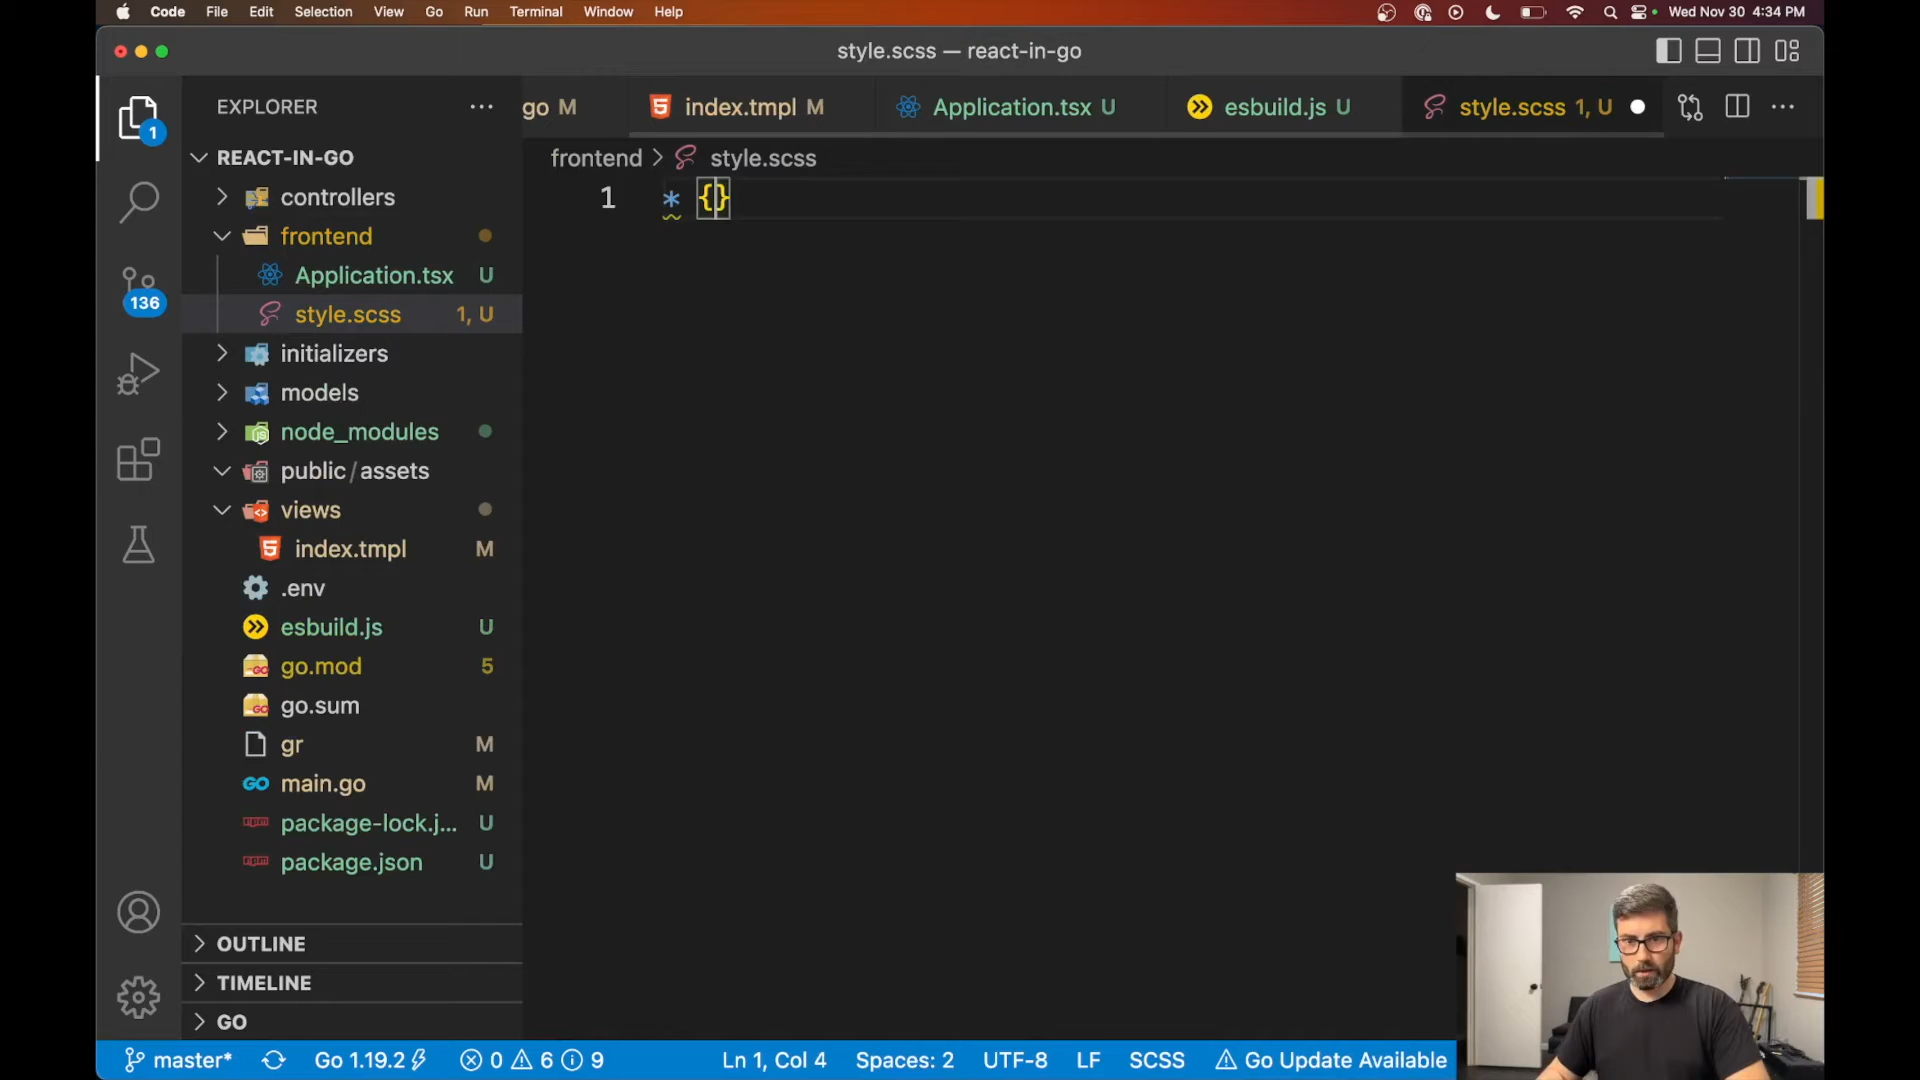 Code File Edit Selection View Go Run Terminal Window Help Wed Nov 30 4:34 PM
style.scss — react-in-go
EXPLORER
go M index.tmpl M Application.tsx U esbuild.js U style.scss 1, U
1
REACT-IN-GO
frontend > style.scss
1 * {}
controllers
frontend
Application.tsx U
136
style.scss 1, U
initializers
models
node_modules
public/assets
views
index.tmpl M
.env
esbuild.js U
go.mod 5
go.sum
gr M
main.go M
package-lock.j... U
package.json U
OUTLINE
TIMELINE
GO
master* Go 1.19.2 0 6 9 Ln 1, Col 4 Spaces: 2 UTF-8 LF SCSS Go Update Available